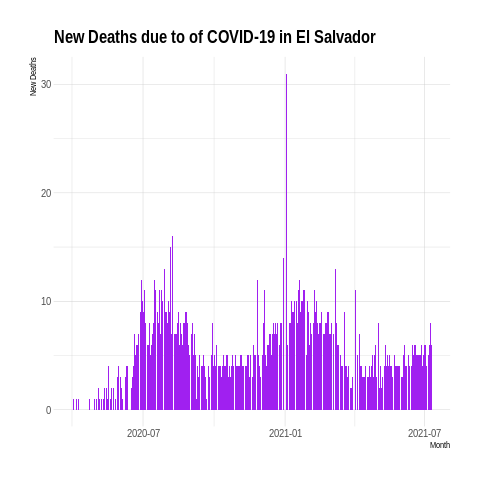 New Deaths due to of COVID-19 in El Salvador
New Deaths
30
20
10
0
2020-07
2021-01
2021-07
Month